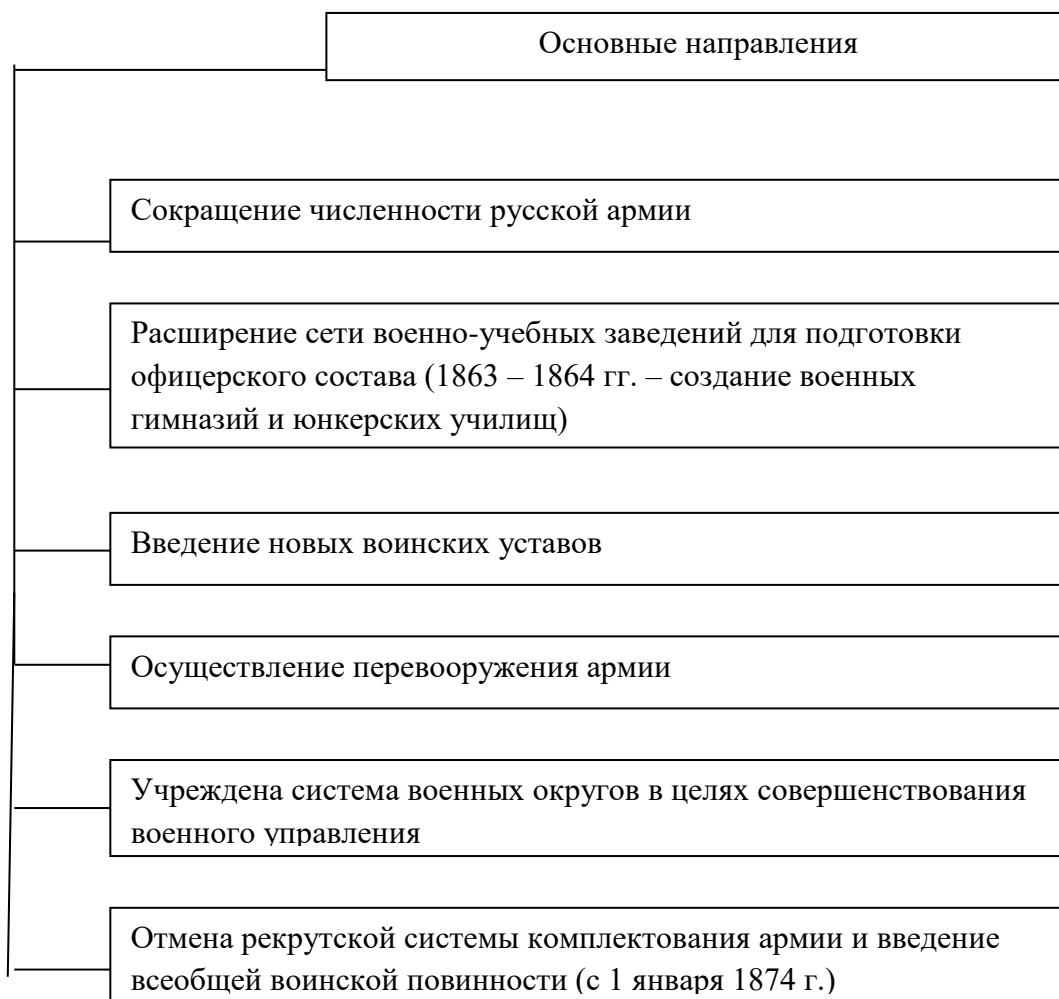 Основные направления
Сокращение численности русской армии
Расширение сети военно-учебных заведений для подготовки
офицерского состава (1863 – 1864 гг. – создание военных
гимназий и юнкерских училищ)
Введение новых воинских уставов
Осуществление перевооружения армии
Учреждена система военных округов в целях совершенствования
военного управления
Отмена рекрутской системы комплектования армии и введение
всеобщей воинской повинности (с 1 января 1874 г.)